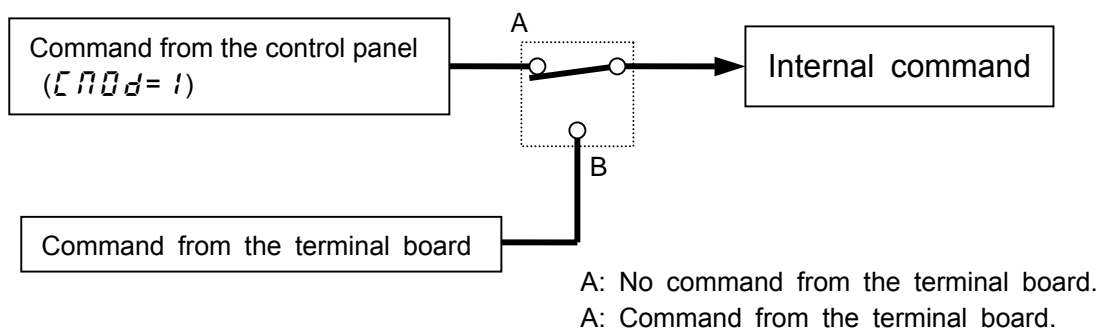 A
Command from the control panel
(CMOd=1)
Internal command
B
Command from the terminal board
A: No command from the terminal board.
A: Command from the terminal board.